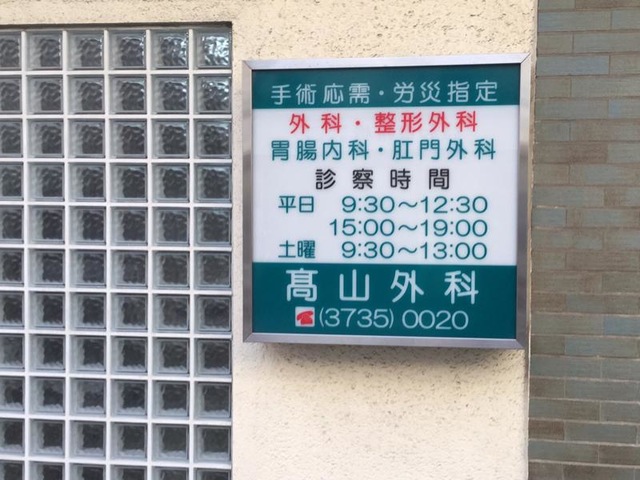 手術応需・労災指定
外科・整形外科
胃腸内科・肛門外科
診察時間
平日 9:30〜12:30
15:00〜19:00
土曜 9:30〜13:00
髙山外科
☎(3735)0020